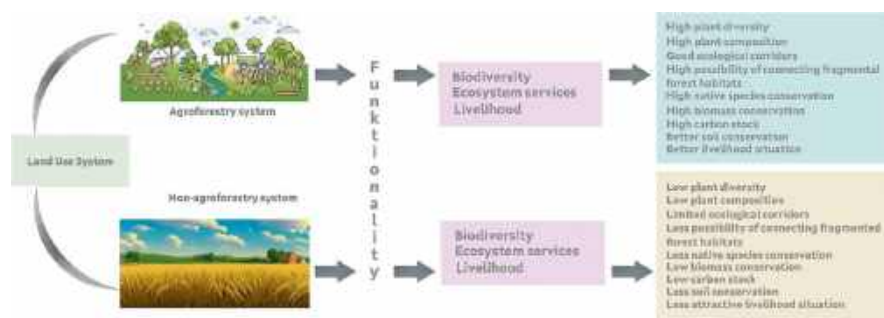 Land Use System
Agroforestry system
Non-agroforestry system
Funktionality
Biodiversity
Ecosystem services
Livelihood
High plant diversity
High plant composition
Good ecological corridors
High possibility of connecting fragmental
forest habitats
High native species conservation
High biomass conservation
High carbon stock
Better soil conservation
Better livelihood situation
Biodiversity
Ecosystem services
Livelihood
Low plant diversity
Low plant composition
Limited ecological corridors
Less possibility of connecting fragmented
forest habitats
Less native species conservation
Low biomass conservation
Low carbon stock
Less soil conservation
Less attractive livelihood situation